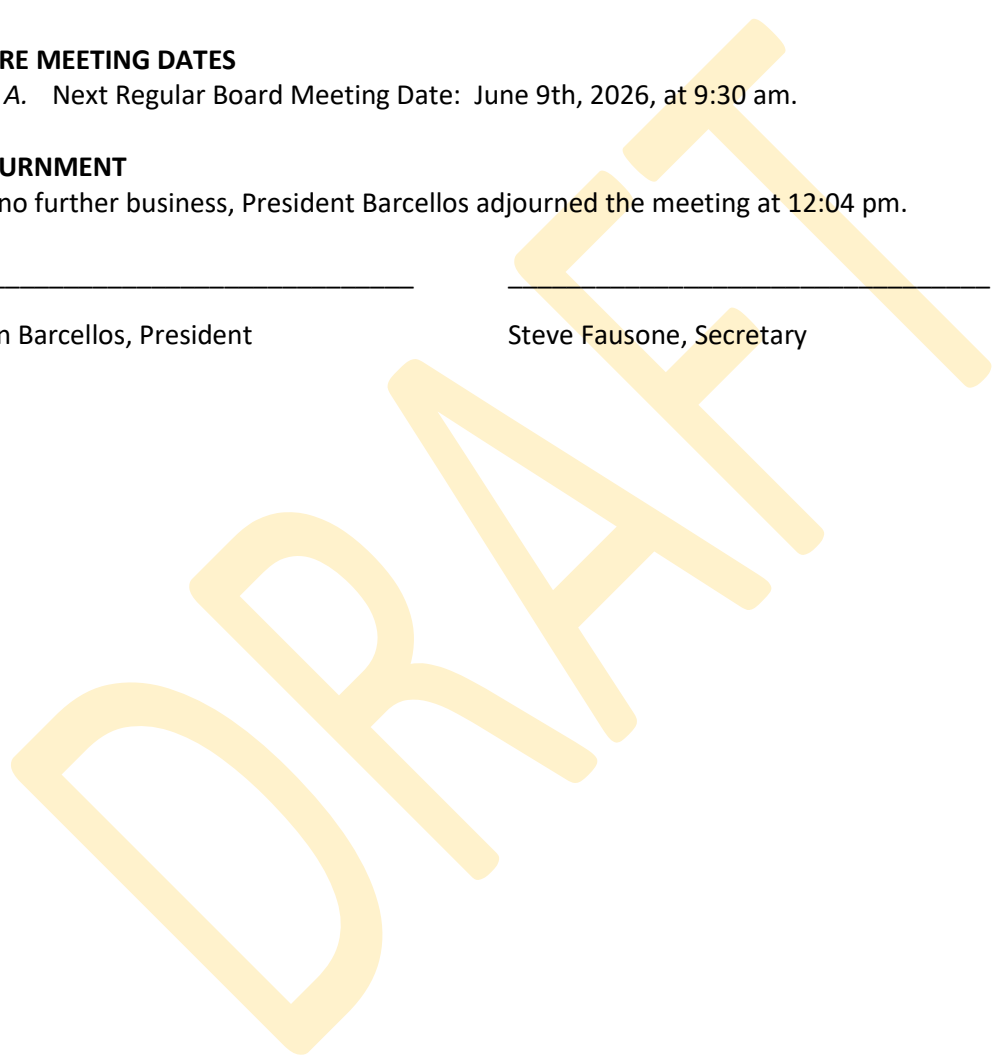 RE MEETING DATES
A. Next Regular Board Meeting Date: June 9th, 2026, at 9:30 am.
URNMENT
no further business, President Barcellos adjourned the meeting at 12:04 pm.
n Barcellos, President Steve Fausone, Secretary
DRAFT